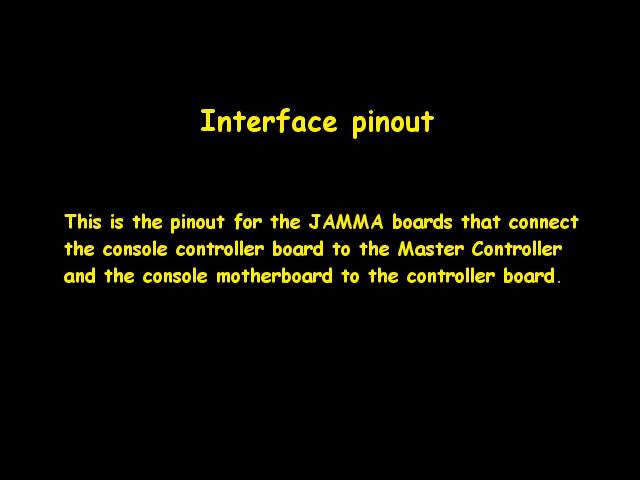 Interface pinout
This is the pinout for the JAMMA boards that connect
the console controller board to the Master Controller
and the console motherboard to the controller board.